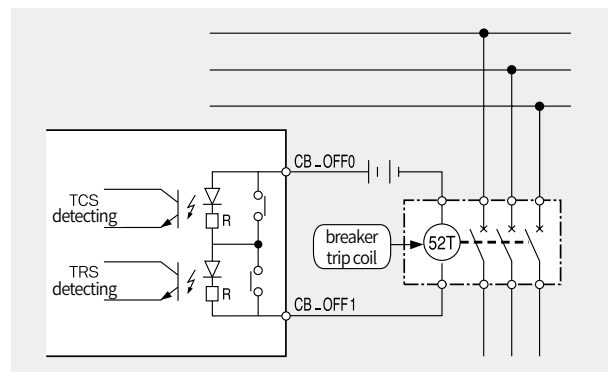 CB_OFF0
TCS
detecting
R
breaker
trip coil
52T
TRS
detecting
R
CB_OFF1